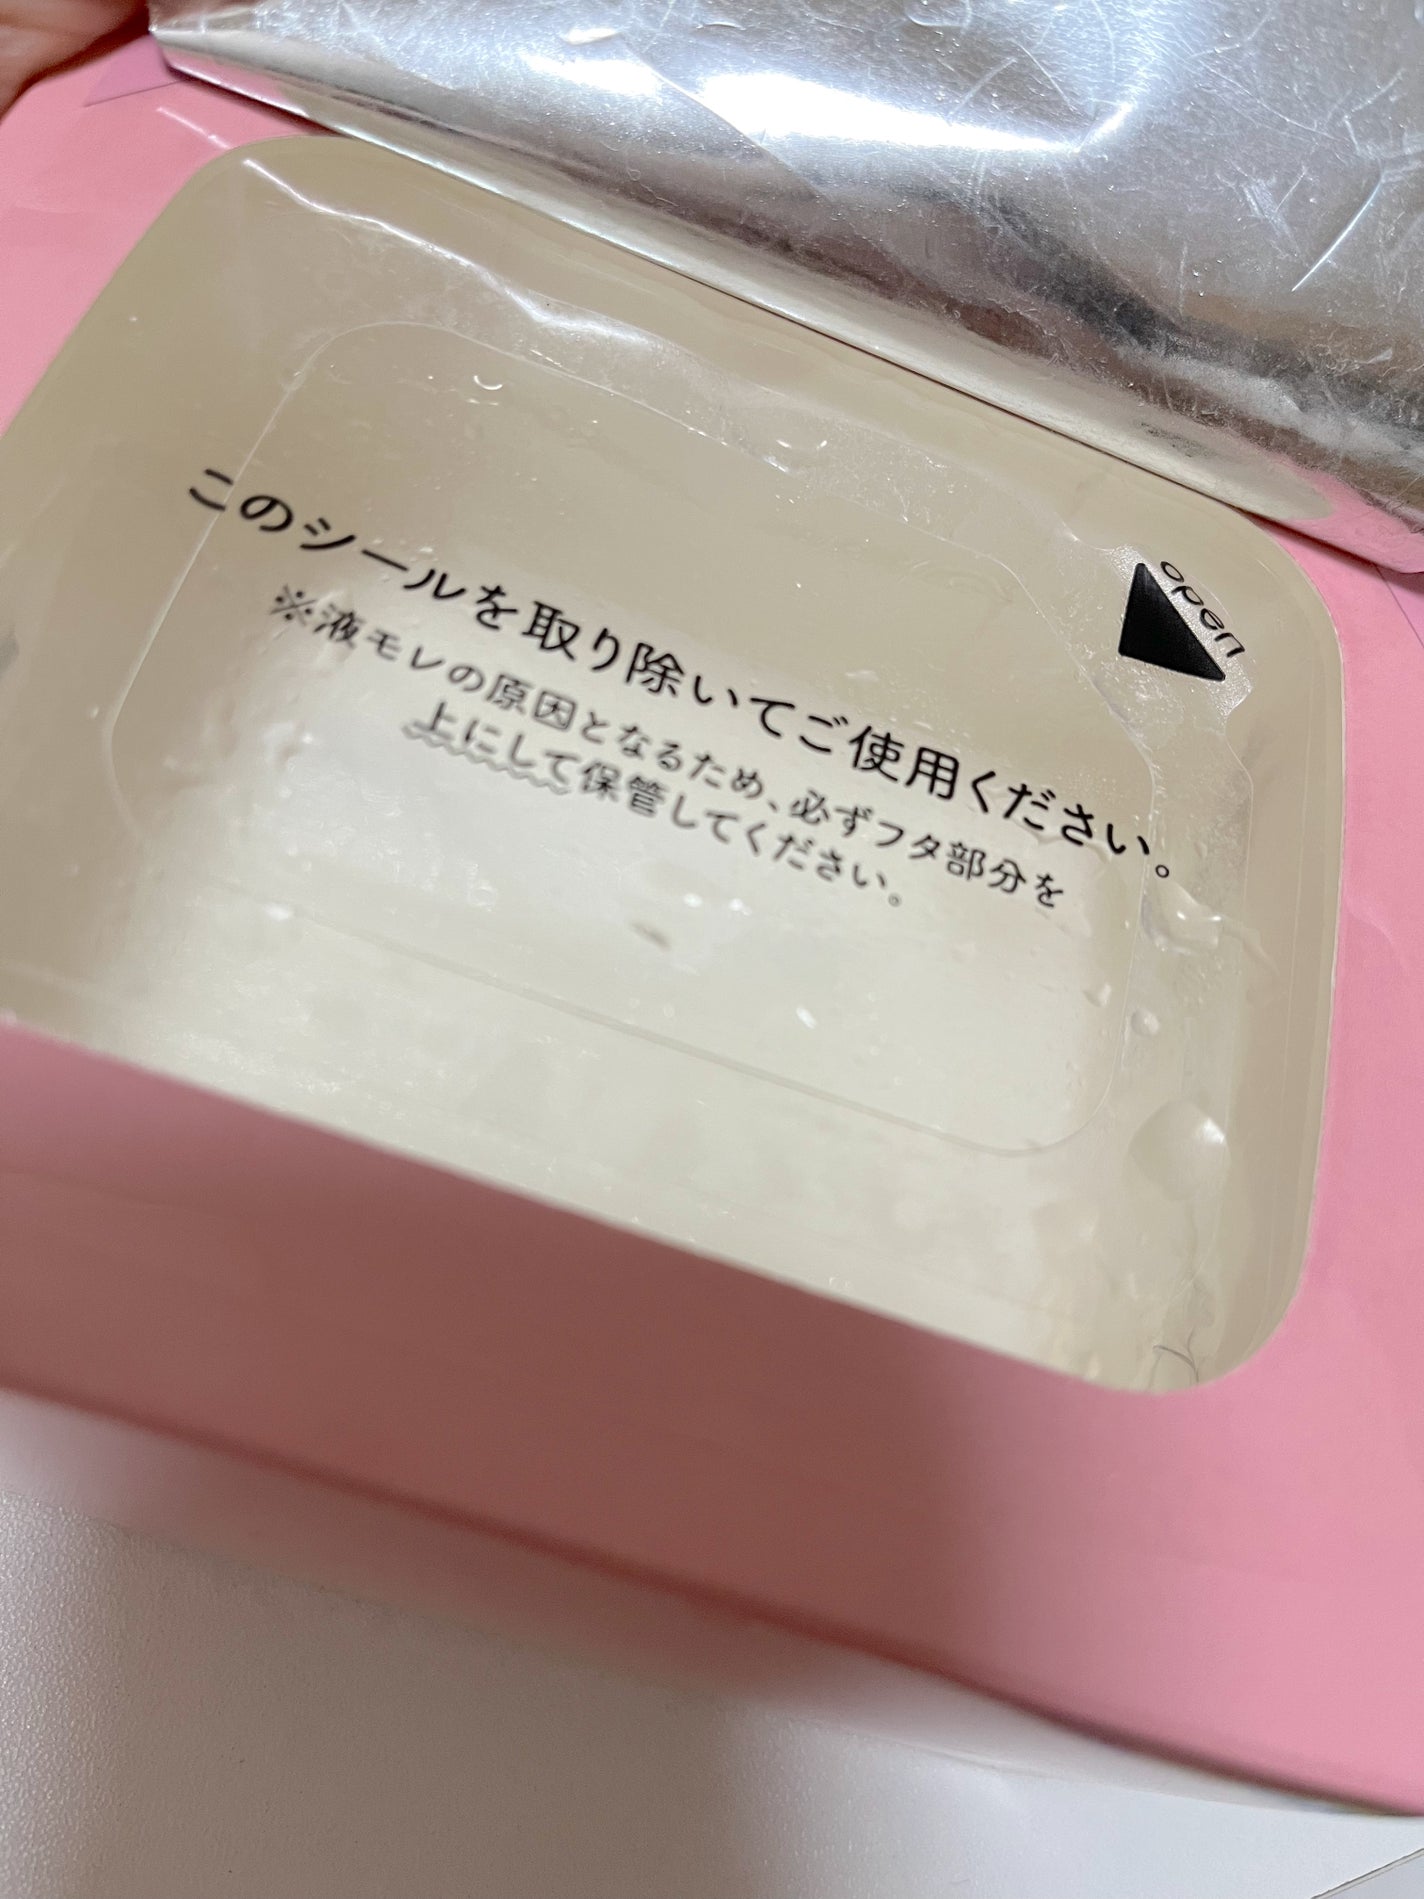 open
このシールを取り除いてご使用ください。
※液モレの原因となるため、必ずフタ部分を
上にして保管してください。